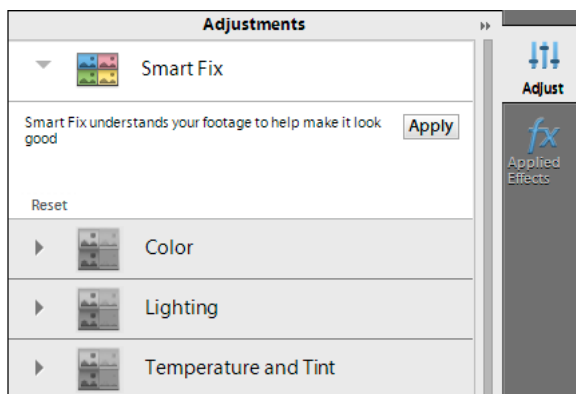 Adjustments
Smart Fix
Smart Fix understands your footage to help make it look
good
Apply
Reset
Color
Lighting
Temperature and Tint
Adjust
fx
Applied
Effects